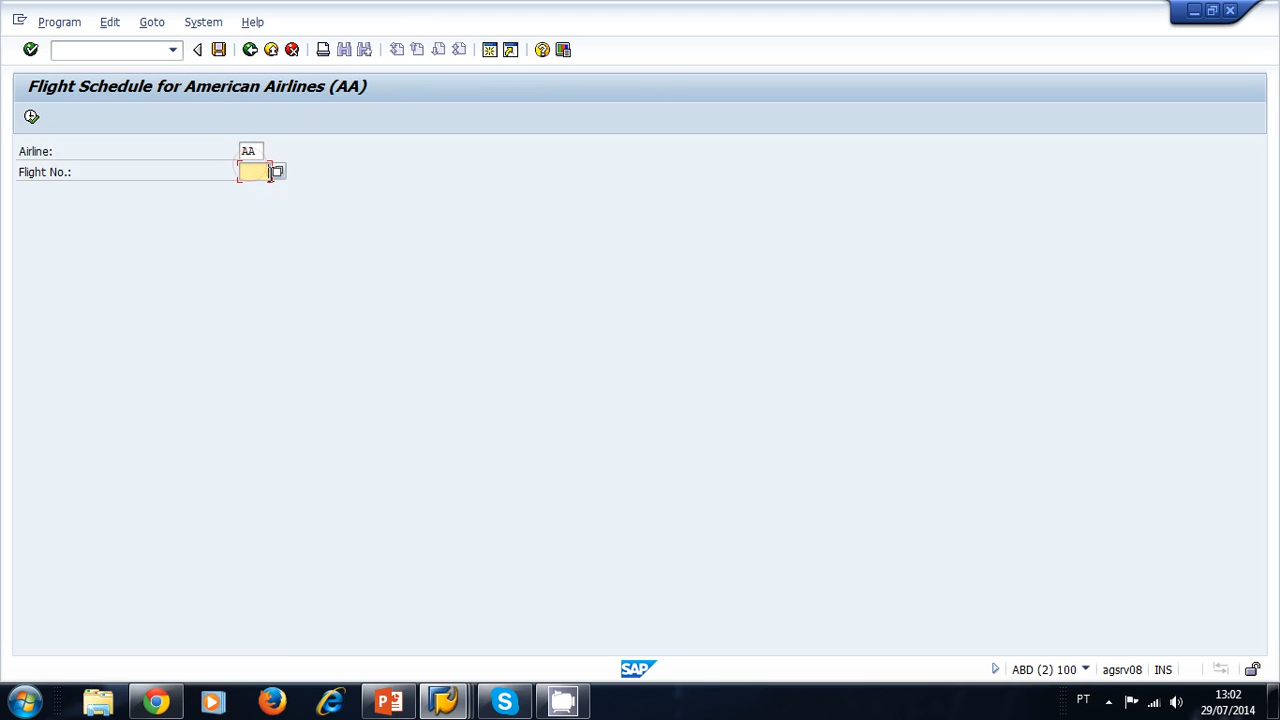 Program Edit Goto System Help
Flight Schedule for American Airlines (AA)
Airline: AA
Flight No.:
SAP
ABD (2) 100 agsrv08 INS
PT 13:02
29/07/2014